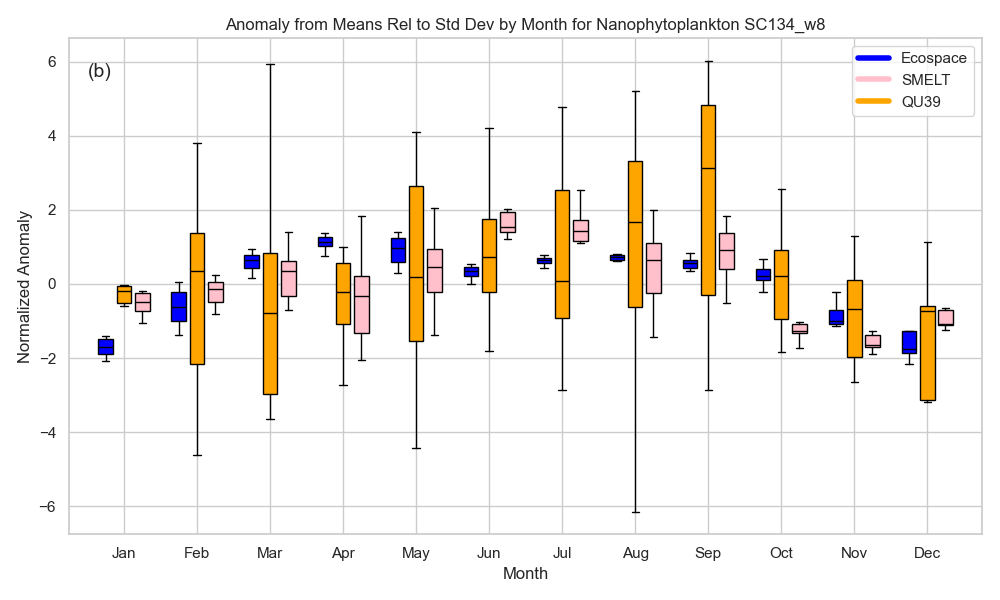 Anomaly from Means Rel to Std Dev by Month for Nanophytoplankton SC134_w8
(b)
Ecospace
SMELT
QU39
Normalized Anomaly
6
4
2
0
−2
−4
−6
Jan Feb Mar Apr May Jun Jul Aug Sep Oct Nov Dec
Month